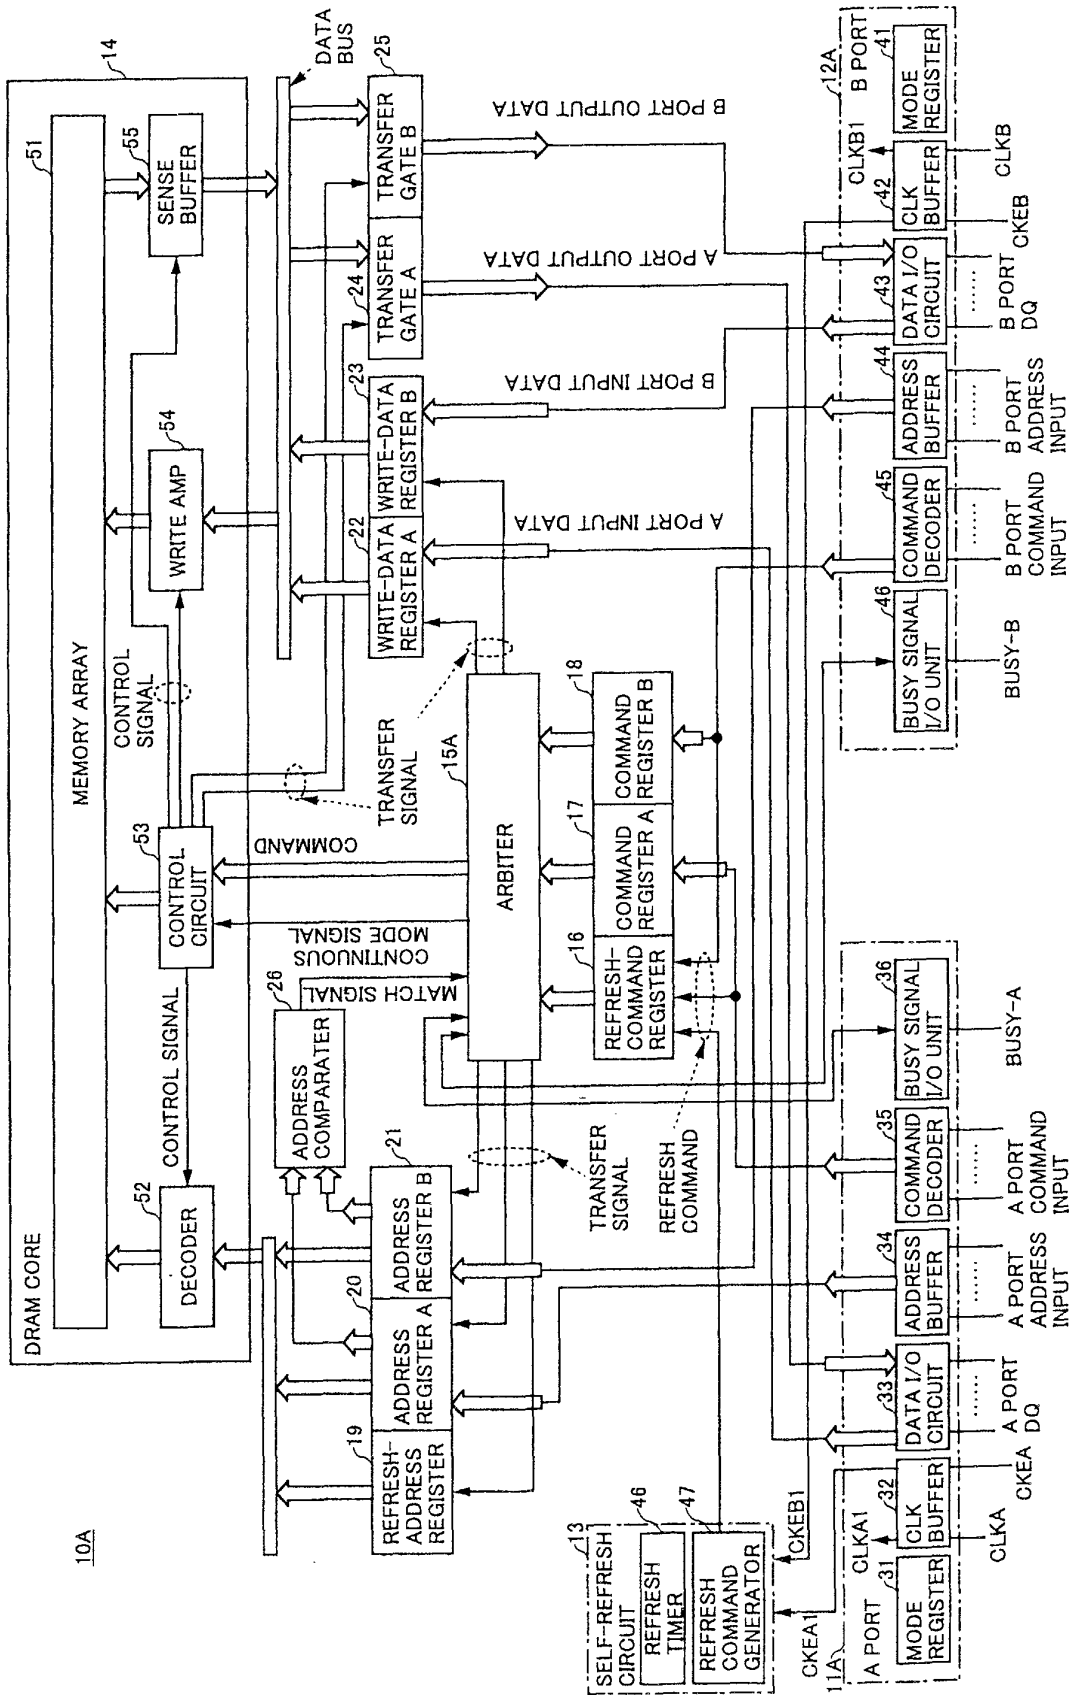 10A
DRAM CORE
14
MEMORY ARRAY
51
DECODER
52
CONTROL SIGNAL
CONTROL
CIRCUIT
53
CONTROL
SIGNAL
WRITE AMP
54
SENSE
BUFFER
55
DATA
BUS
ADDRESS
COMPARATER
26
MATCH SIGNAL
CONTINUOUS
MODE SIGNAL
COMMAND
TRANSFER
SIGNAL
REFRESH-
ADDRESS
REGISTER
19
ADDRESS
REGISTER A
20
ADDRESS
REGISTER B
21
WRITE-DATA
REGISTER A
22
WRITE-DATA
REGISTER B
23
TRANSFER
GATE A
24
TRANSFER
GATE B
25
ARBITER
15A
TRANSFER
SIGNAL
A PORT INPUT DATA
B PORT INPUT DATA
A PORT OUTPUT DATA
B PORT OUTPUT DATA
REFRESH-
COMMAND
REGISTER
16
COMMAND
REGISTER A
17
COMMAND
REGISTER B
18
REFRESH
COMMAND
SELF-REFRESH
CIRCUIT
13
REFRESH
TIMER
46
REFRESH
COMMAND
GENERATOR
47
CKEA1
CKEB1
11A
A PORT
MODE
REGISTER
31
CLKA1
CLK
BUFFER
32
DATA I/O
CIRCUIT
33
ADDRESS
BUFFER
34
COMMAND
DECODER
35
BUSY SIGNAL
I/O UNIT
36
CLKA
CKEA
A PORT
DQ
A PORT
ADDRESS
INPUT
A PORT
COMMAND
INPUT
BUSY-A
12A
B PORT
BUSY SIGNAL
I/O UNIT
46
COMMAND
DECODER
45
ADDRESS
BUFFER
44
DATA I/O
CIRCUIT
43
CLK
BUFFER
42
CLKB1
MODE
REGISTER
41
BUSY-B
B PORT
COMMAND
INPUT
B PORT
ADDRESS
INPUT
B PORT
DQ
CKEB
CLKB